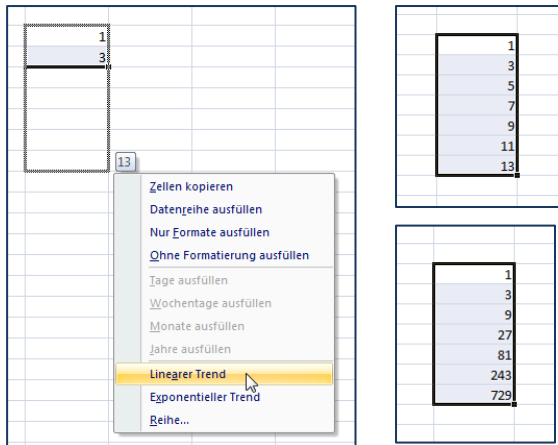 1
3
13
Zellen kopieren
Datenreihe ausfüllen
Nur Formate ausfüllen
Ohne Formatierung ausfüllen
Tage ausfüllen
Wochentage ausfüllen
Monate ausfüllen
Jahre ausfüllen
Linearer Trend
Exponentieller Trend
Reihe...
1
3
5
7
9
11
13
1
3
9
27
81
243
729